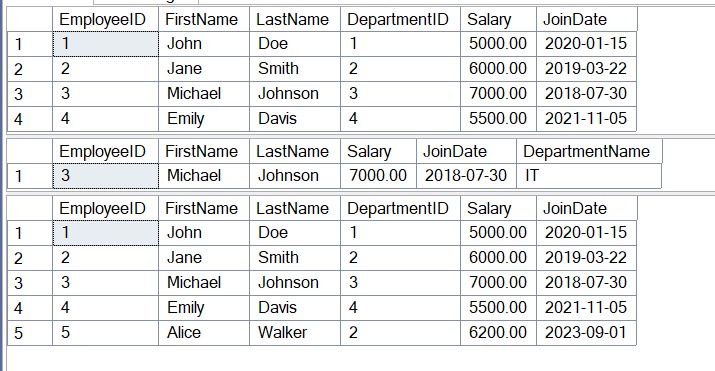 EmployeeID FirstName LastName DepartmentID Salary JoinDate
1 1 John Doe 1 5000.00 2020-01-15
2 2 Jane Smith 2 6000.00 2019-03-22
3 3 Michael Johnson 3 7000.00 2018-07-30
4 4 Emily Davis 4 5500.00 2021-11-05
EmployeeID FirstName LastName Salary JoinDate DepartmentName
1 3 Michael Johnson 7000.00 2018-07-30 IT
EmployeeID FirstName LastName DepartmentID Salary JoinDate
1 1 John Doe 1 5000.00 2020-01-15
2 2 Jane Smith 2 6000.00 2019-03-22
3 3 Michael Johnson 3 7000.00 2018-07-30
4 4 Emily Davis 4 5500.00 2021-11-05
5 5 Alice Walker 2 6200.00 2023-09-01